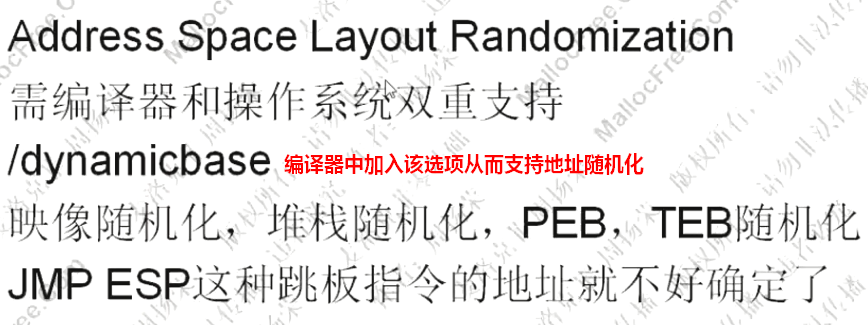 Address Space Layout Randomization
需编译器和操作系统双重支持
/dynamicbase 编译器中加入该选项从而支持地址随机化
映像随机化，堆栈随机化，PEB，TEB随机化
JMP ESP这种跳板指令的地址就不好确定了